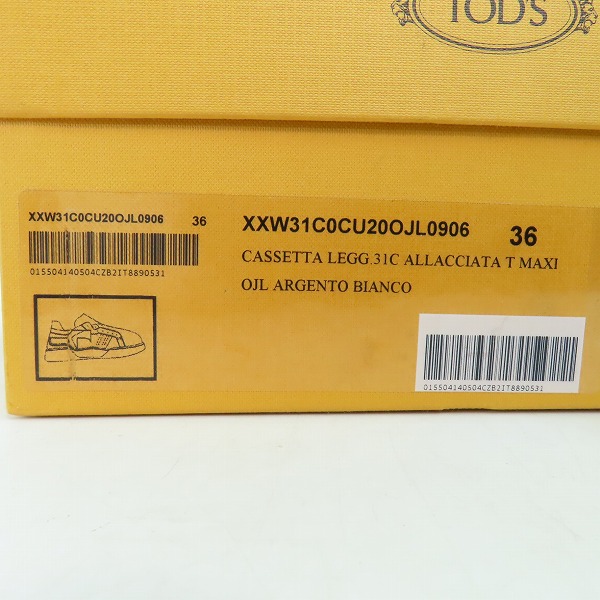 TOD'S
XXW31C0CU20OJL0906 36
015504140504CZB2IT8890531
XXW31C0CU20OJL0906 36
CASSETTA LEGG 31C ALLACCIATA T MAXI
OJL ARGENTO BIANCO
015504140504CZB2IT8890531